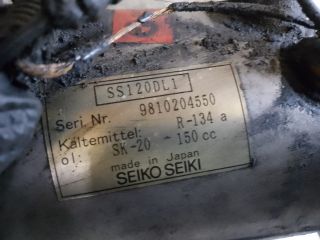 SS120DL1
Seri. Nr. 9810204550
Kältemittel: R-134 a
öl: SK-20 - 150 cc
made in Japan
SEIKO SEIKI